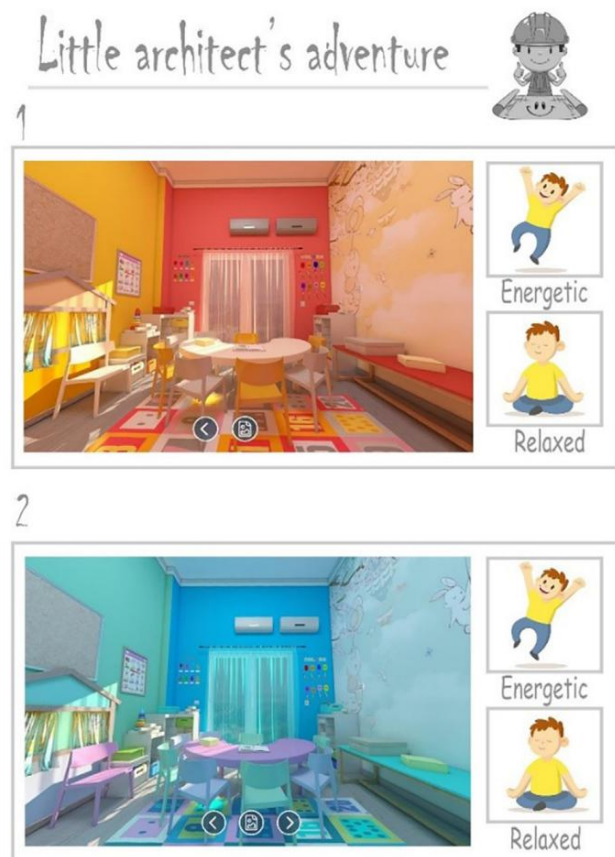 Little architect's adventure
1
Energetic
Relaxed
2
Energetic
Relaxed